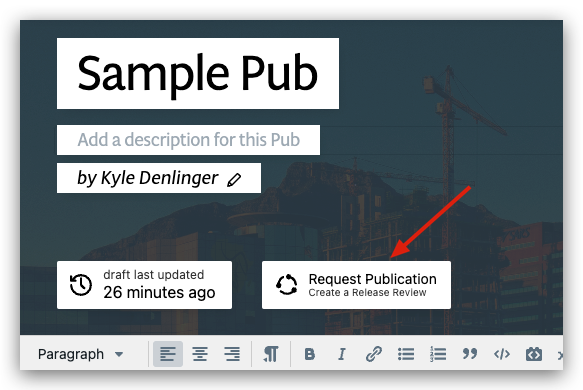 Sample Pub
Add a description for this Pub
by Kyle Denlinger
draft last updated
26 minutes ago
Request Publication
Create a Release Review
Paragraph
B I